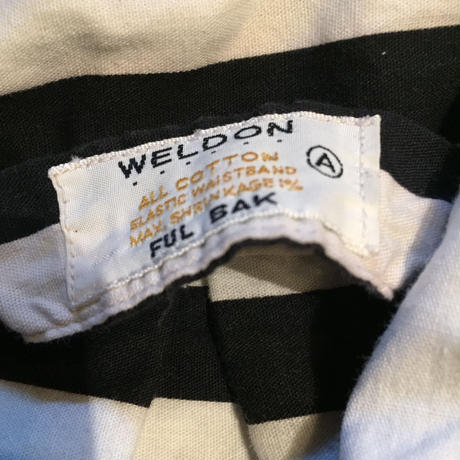 WELDON
A
ALL COTTON
ELASTIC WAISTBAND
MAX. SHRINKAGE 1%
FUL BAK